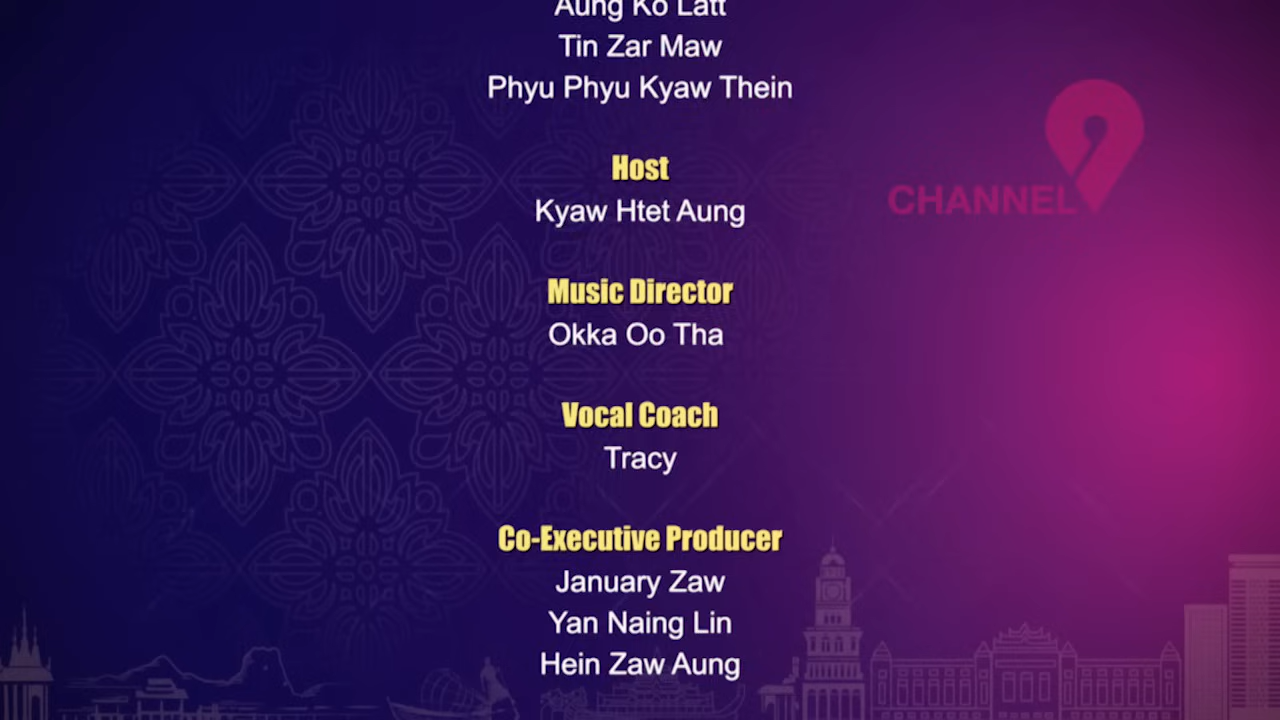 Aung Ko Latt
Tin Zar Maw
Phyu Phyu Kyaw Thein
Host
Kyaw Htet Aung
CHANNEL 9
Music Director
Okka Oo Tha
Vocal Coach
Tracy
Co-Executive Producer
January Zaw
Yan Naing Lin
Hein Zaw Aung